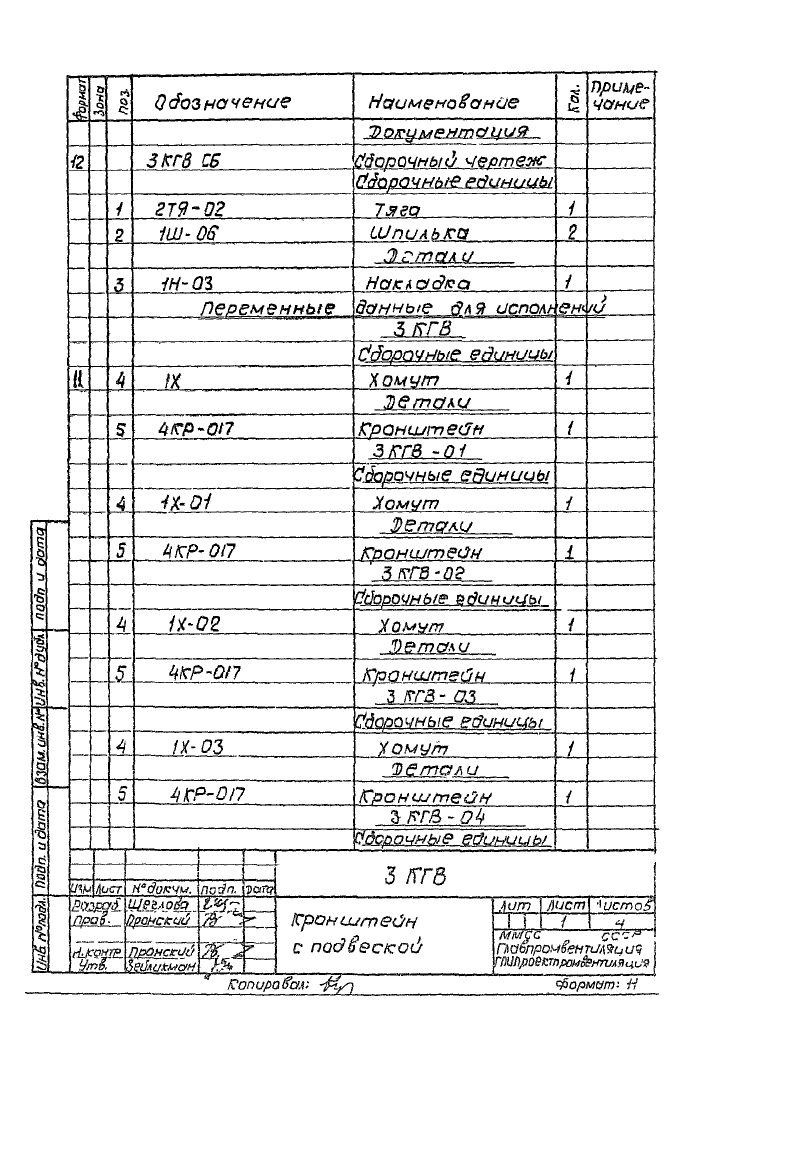 Формат Зона Поз. Обозначение Наименование Кол. Приме-
чание
Документация
12 3 КГВ СБ Сборочный чертеж
Сборочные единицы
1 2ТЯ-02 Тяга 1
2 1Ш-06 Шпилька 2
Детали
3 1Н-03 Накладка 1
Переменные данные для исполнений
3 КГВ
Сборочные единицы
11 4 1Х Хомут 1
Детали
5 4КР-017 Кронштейн 1
3 КГВ -01
Сборочные единицы
4 1Х-01 Хомут 1
Детали
5 4КР-017 Кронштейн 1
3 КГВ-02
Сборочные единицы
4 1Х-02 Хомут 1
Детали
5 4КР-017 Кронштейн 1
3 КГВ-03
Сборочные единицы
4 1Х-03 Хомут 1
Детали
5 4КР-017 Кронштейн 1
3 КГВ-04
Сборочные единицы
Инв. № подл. Подп. и дата Взам. инв. № Инв. № дубл. подп и дата
3 КГВ
Изм Лист № докум. Подп. Дата
Разраб Щеглова
Пров. Пронский
Н.контр Пронский
Утв. Зейликман
Кронштейн
с подвеской
Лит Лист Листов
1 4
ММСС СССР
Главпромвентиляция
Гипроектпромвентиляция
Копировал: Формат: 11